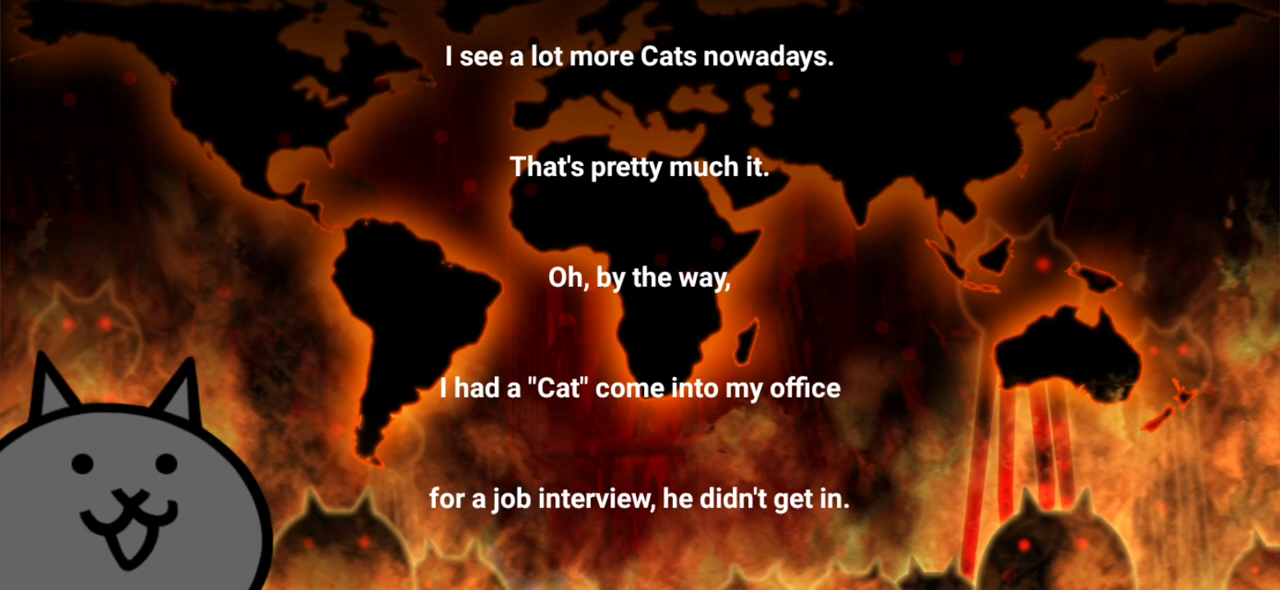 I see a lot more Cats nowadays.
That's pretty much it.
Oh, by the way,
I had a "Cat" come into my office
for a job interview, he didn't get in.